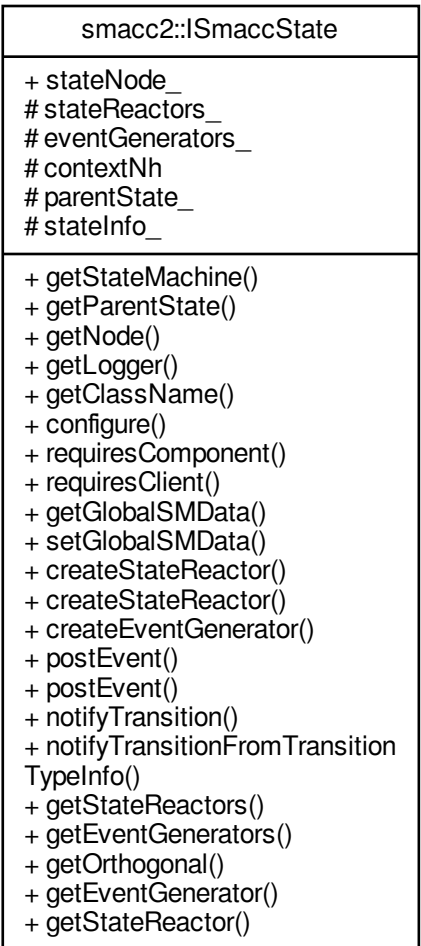 smacc2::ISmaccState
+ stateNode_
# stateReactors_
# eventGenerators_
# contextNh
# parentState_
# stateInfo_
+ getStateMachine()
+ getParentState()
+ getNode()
+ getLogger()
+ getClassName()
+ configure()
+ requiresComponent()
+ requiresClient()
+ getGlobalSMData()
+ setGlobalSMData()
+ createStateReactor()
+ createStateReactor()
+ createEventGenerator()
+ postEvent()
+ postEvent()
+ notifyTransition()
+ notifyTransitionFromTransition
TypeInfo()
+ getStateReactors()
+ getEventGenerators()
+ getOrthogonal()
+ getEventGenerator()
+ getStateReactor()